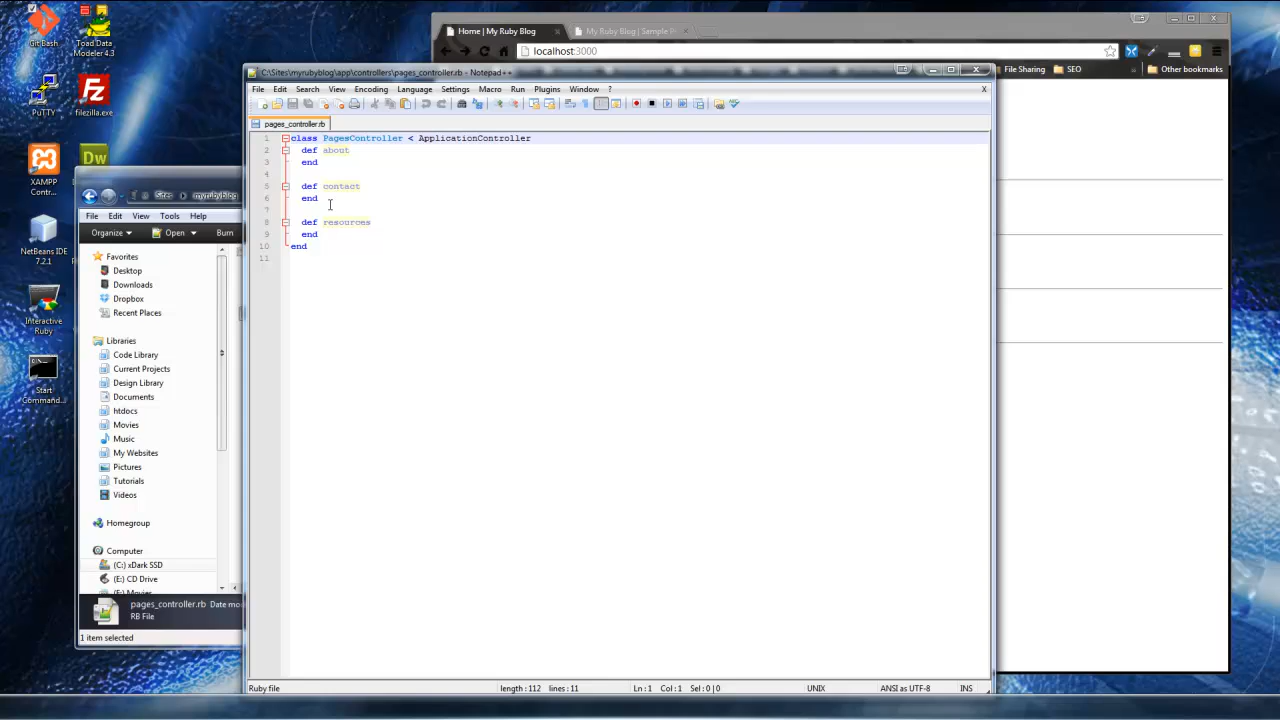 Git Bash
Toad Data
Modeler 4.3
PuTTY
filezilla.exe
XAMPP
Contr...
Dw
NetBeans IDE
7.2.1
Interactive
Ruby
Start
Command...
Sites
myrubyblog
File Edit View Tools Help
Organize Open Burn
Favorites
Desktop
Downloads
Dropbox
Recent Places
Libraries
Code Library
Current Projects
Design Library
Documents
htdocs
Movies
Music
My Websites
Pictures
Tutorials
Videos
Homegroup
Computer
(C:) xDark SSD
(E:) CD Drive
(F:) Movies
pages_controller.rb Date mo
RB File
1 item selected
Home | My Ruby Blog
My Ruby Blog | Sample
localhost:3000
File Sharing SEO Other bookmarks
C:\Sites\myrubyblog\app\controllers\pages_controller.rb - Notepad++
File Edit Search View Encoding Language Settings Macro Run Plugins Window ? X
pages_controller.rb
1 class PagesController < ApplicationController
2 def about
3 end
4
5 def contact
6 end
7
8 def resources
9 end
10 end
11
Ruby file length : 112 lines : 11 Ln : 1 Col : 1 Sel : 0 | 0 UNIX ANSI as UTF-8 INS